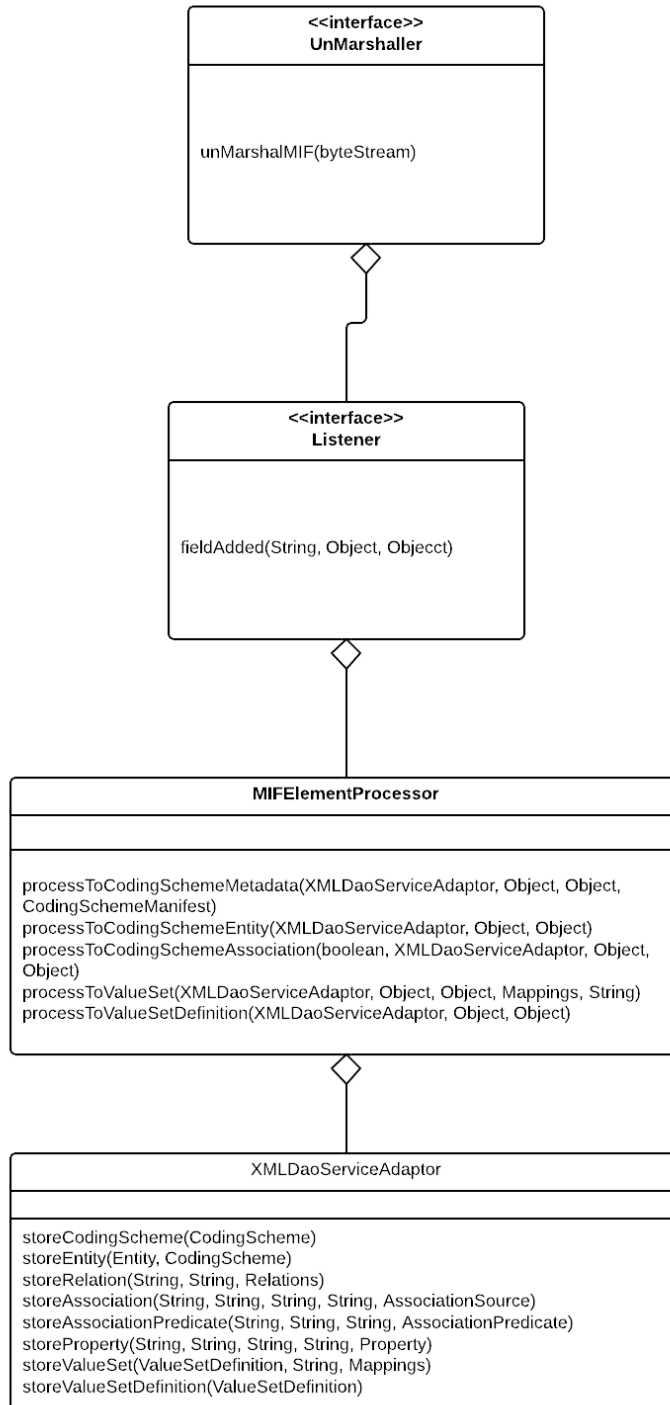 <<interface>>
UnMarshaller
unMarshalMIF(byteStream)
<<interface>>
Listener
fieldAdded(String, Object, Objecct)
MIFElementProcessor
processToCodingSchemeMetadata(XMLDaoServiceAdaptor, Object, Object,
CodingSchemeManifest)
processToCodingSchemeEntity(XMLDaoServiceAdaptor, Object, Object)
processToCodingSchemeAssociation(boolean, XMLDaoServiceAdaptor, Object,
Object)
processToValueSet(XMLDaoServiceAdaptor, Object, Object, Mappings, String)
processToValueSetDefinition(XMLDaoServiceAdaptor, Object, Object)
XMLDaoServiceAdaptor
storeCodingScheme(CodingScheme)
storeEntity(Entity, CodingScheme)
storeRelation(String, String, Relations)
storeAssociation(String, String, String, String, AssociationSource)
storeAssociationPredicate(String, String, String, AssociationPredicate)
storeProperty(String, String, String, String, Property)
storeValueSet(ValueSetDefinition, String, Mappings)
storeValueSetDefinition(ValueSetDefinition)